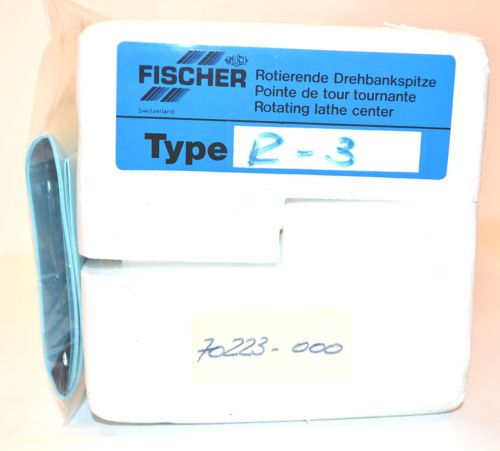 FISCHER
Switzerland
Rotierende Drehbankspitze
Pointe de tour tournante
Rotating lathe center
Type R-3
70223-000